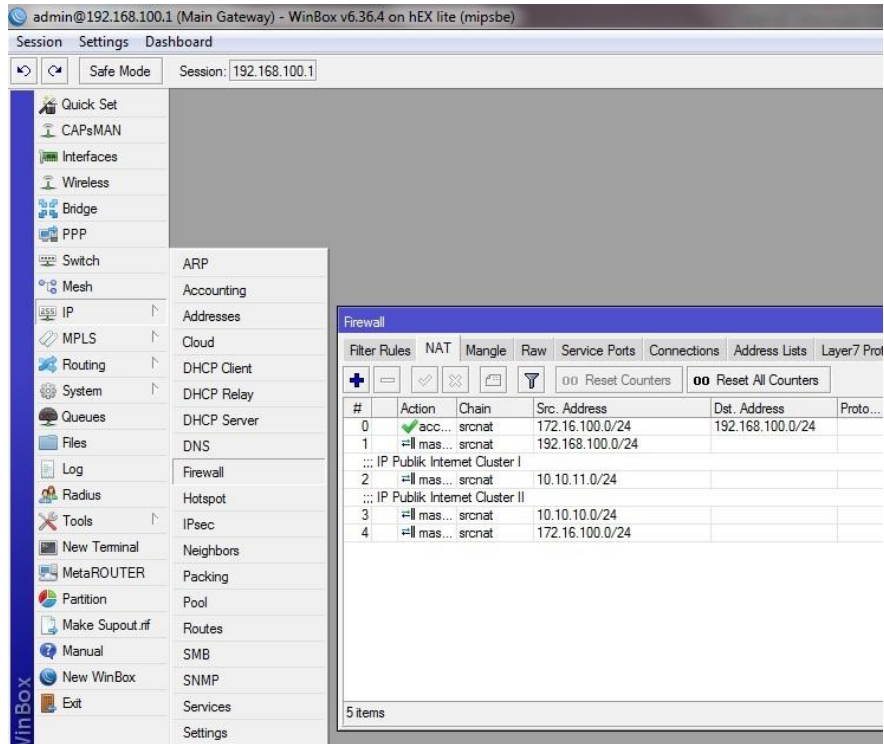 admin@192.168.100.1 (Main Gateway) - WinBox v6.36.4 on hEX lite (mipsbe)
Session Settings Dashboard
Safe Mode Session: 192.168.100.1
Quick Set
CAPsMAN
Interfaces
Wireless
Bridge
PPP
Switch
Mesh
IP
MPLS
Routing
System
Queues
Files
Log
Radius
Tools
New Terminal
MetaROUTER
Partition
Make Supout.rif
Manual
New WinBox
Exit
WinBox
ARP
Accounting
Addresses
Cloud
DHCP Client
DHCP Relay
DHCP Server
DNS
Firewall
Hotspot
IPsec
Neighbors
Packing
Pool
Routes
SMB
SNMP
Services
Settings
Firewall
Filter Rules NAT Mangle Raw Service Ports Connections Address Lists Layer7 Prot
00 Reset Counters 00 Reset All Counters
# Action Chain Src. Address Dst. Address Proto...
0 acc... srcnat 172.16.100.0/24 192.168.100.0/24
1 mas... srcnat 192.168.100.0/24
;;; IP Publik Internet Cluster I
2 mas... srcnat 10.10.11.0/24
;;; IP Publik Internet Cluster II
3 mas... srcnat 10.10.10.0/24
4 mas... srcnat 172.16.100.0/24
5 items